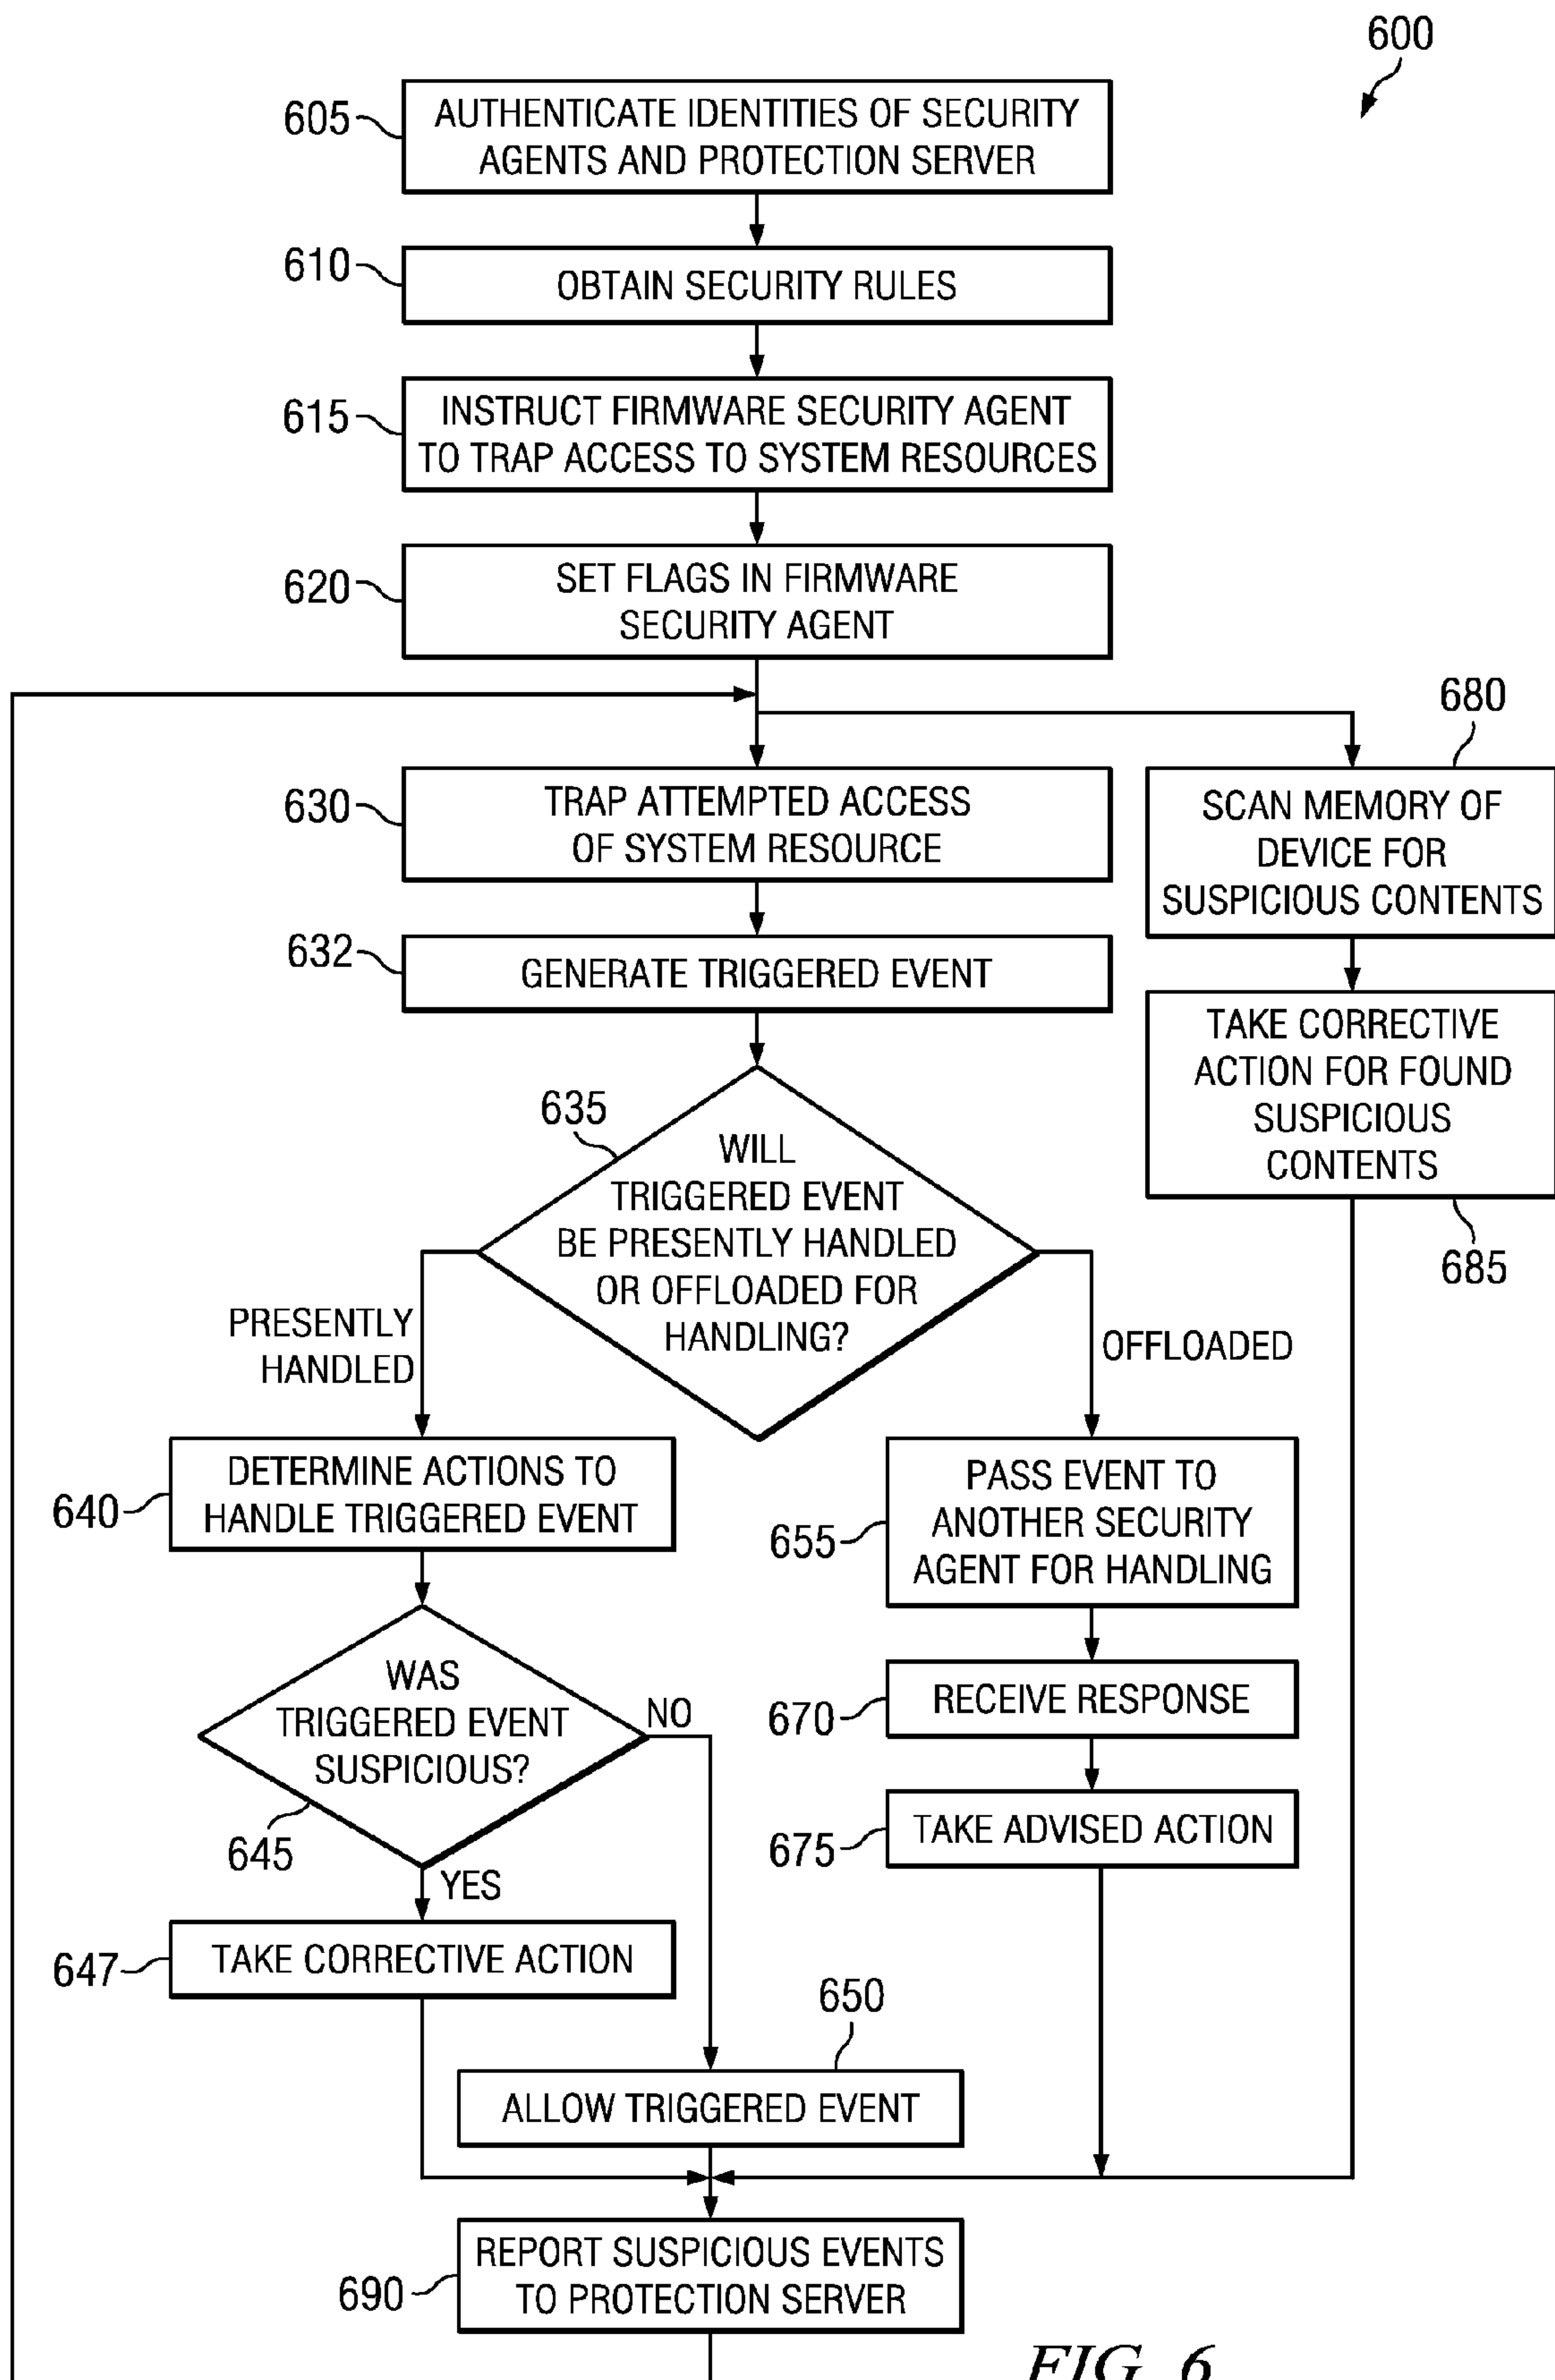 600
605
AUTHENTICATE IDENTITIES OF SECURITY
AGENTS AND PROTECTION SERVER
610
OBTAIN SECURITY RULES
615
INSTRUCT FIRMWARE SECURITY AGENT
TO TRAP ACCESS TO SYSTEM RESOURCES
620
SET FLAGS IN FIRMWARE
SECURITY AGENT
630
TRAP ATTEMPTED ACCESS
OF SYSTEM RESOURCE
680
SCAN MEMORY OF
DEVICE FOR
SUSPICIOUS CONTENTS
632
GENERATE TRIGGERED EVENT
TAKE CORRECTIVE
ACTION FOR FOUND
SUSPICIOUS
CONTENTS
685
635
WILL
TRIGGERED EVENT
BE PRESENTLY HANDLED
OR OFFLOADED FOR
HANDLING?
PRESENTLY
HANDLED
OFFLOADED
640
DETERMINE ACTIONS TO
HANDLE TRIGGERED EVENT
655
PASS EVENT TO
ANOTHER SECURITY
AGENT FOR HANDLING
WAS
TRIGGERED EVENT
SUSPICIOUS?
645
NO
YES
670
RECEIVE RESPONSE
675
TAKE ADVISED ACTION
647
TAKE CORRECTIVE ACTION
650
ALLOW TRIGGERED EVENT
690
REPORT SUSPICIOUS EVENTS
TO PROTECTION SERVER
FIG. 6